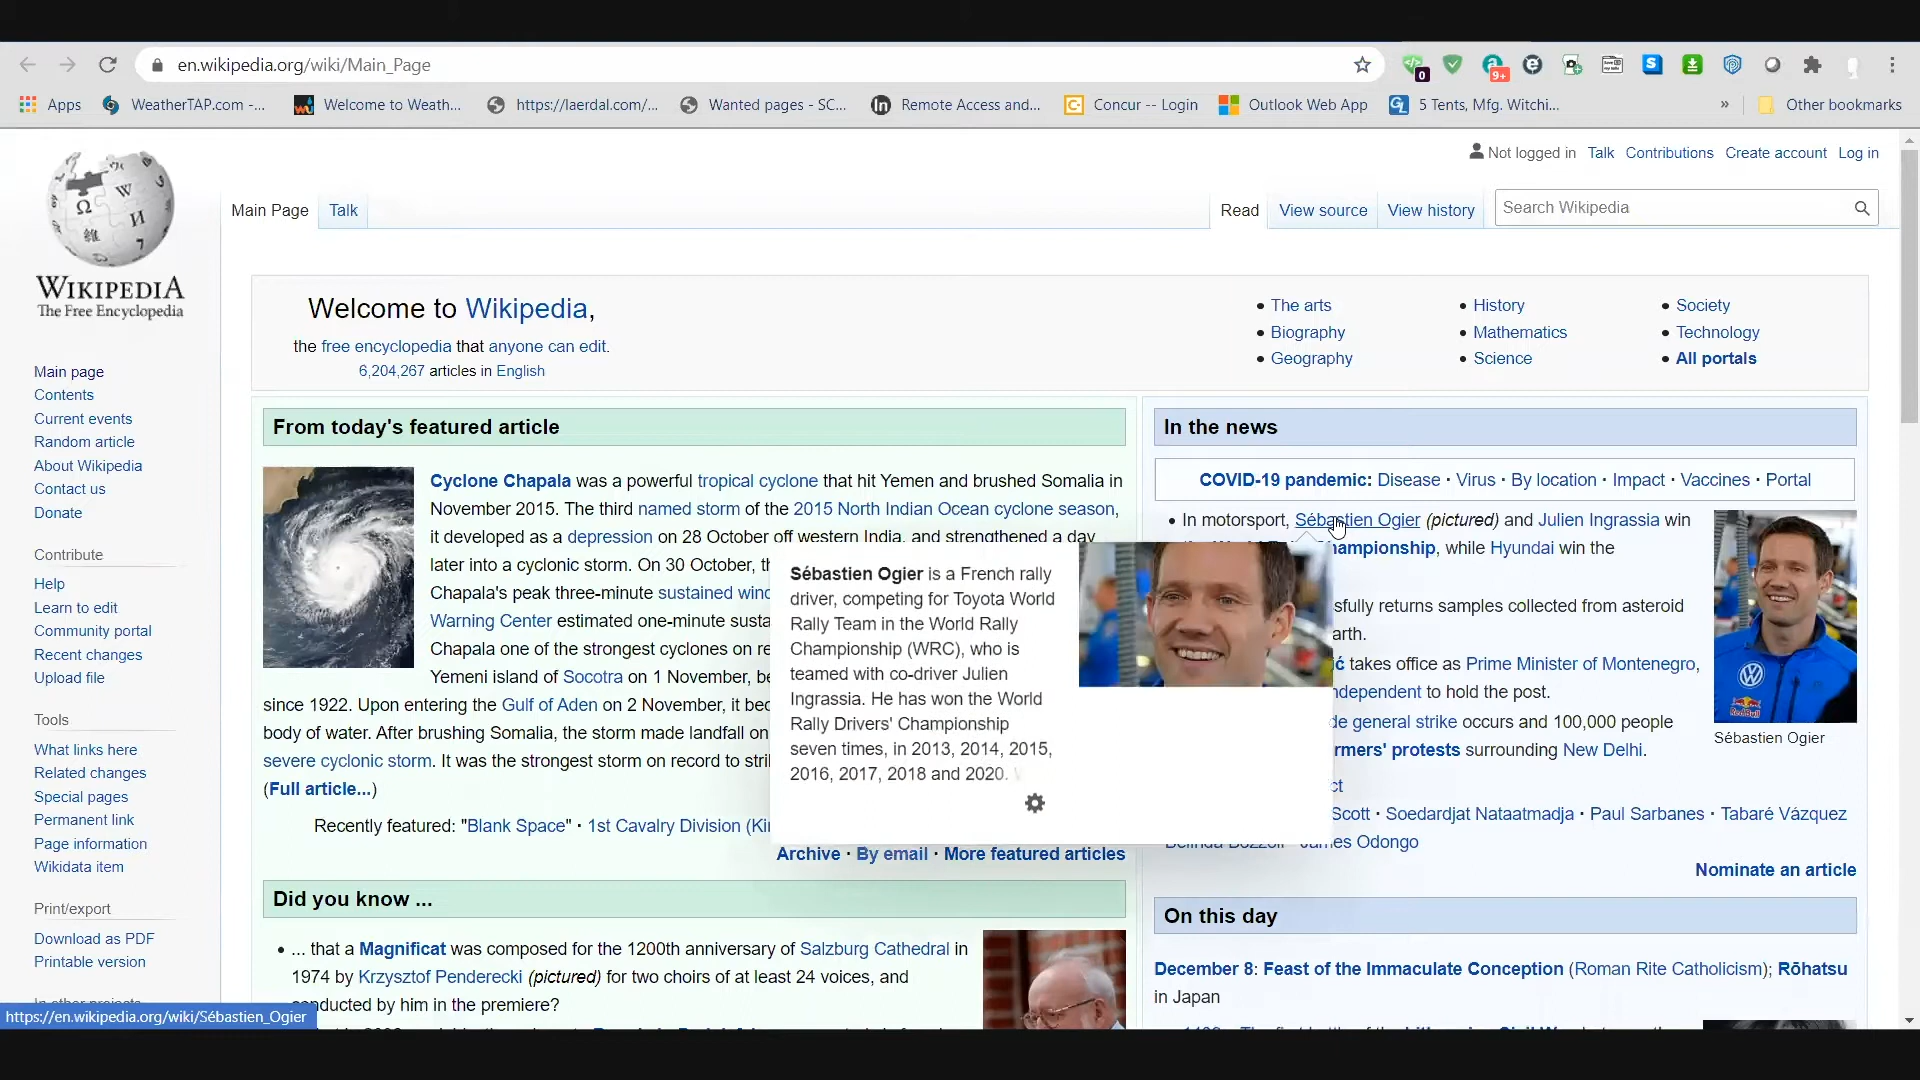 en.wikipedia.org/wiki/Main_Page
0
9+
Apps
WeatherTAP.com -...
Welcome to Weath...
https://laerdal.com/...
Wanted pages - SC...
Remote Access and...
Concur -- Login
Outlook Web App
5 Tents, Mfg. Witchi...
»
Other bookmarks
WIKIPEDIA
The Free Encyclopedia
Not logged in Talk Contributions Create account Log in
Main Page Talk
Read View source View history
Search Wikipedia
Main page
Contents
Current events
Random article
About Wikipedia
Contact us
Donate
Contribute
Help
Learn to edit
Community portal
Recent changes
Upload file
Tools
What links here
Related changes
Special pages
Permanent link
Page information
Wikidata item
Print/export
Download as PDF
Printable version
https://en.wikipedia.org/wiki/Sébastien_Ogier
Welcome to Wikipedia,
the free encyclopedia that anyone can edit.
6,204,267 articles in English
• The arts
• Biography
• Geography
• History
• Mathematics
• Science
• Society
• Technology
• All portals
From today's featured article
Cyclone Chapala was a powerful tropical cyclone that hit Yemen and brushed Somalia in
November 2015. The third named storm of the 2015 North Indian Ocean cyclone season,
it developed as a depression on 28 October off western India, and strengthened a day
later into a cyclonic storm. On 30 October,
Chapala's peak three-minute sustained
Warning Center estimated one-minute
Chapala one of the strongest cyclones on
Yemeni island of Socotra on 1 November,
since 1922. Upon entering the Gulf of Aden on 2 November, it
body of water. After brushing Somalia, the storm made landfall on
severe cyclonic storm. It was the strongest storm on record to
(Full article...)
Recently featured: "Blank Space" · 1st Cavalry Division
Archive · By email · More featured articles
Sébastien Ogier is a French rally
driver, competing for Toyota World
Rally Team in the World Rally
Championship (WRC), who is
teamed with co-driver Julien
Ingrassia. He has won the World
Rally Drivers' Championship
seven times, in 2013, 2014, 2015,
2016, 2017, 2018 and 2020.
Did you know ...
• ... that a Magnificat was composed for the 1200th anniversary of Salzburg Cathedral in
1974 by Krzysztof Penderecki (pictured) for two choirs of at least 24 voices, and
conducted by him in the premiere?
In the news
COVID-19 pandemic: Disease · Virus · By location · Impact · Vaccines · Portal
• In motorsport, Sébastien Ogier (pictured) and Julien Ingrassia win
hampionship, while Hyundai win the
sfully returns samples collected from asteroid
arth.
ć takes office as Prime Minister of Montenegro,
ndependent to hold the post.
de general strike occurs and 100,000 people
rmers' protests surrounding New Delhi.
ct
Scott · Soedardjat Nataatmadja · Paul Sarbanes · Tabaré Vázquez
James Odongo
Nominate an article
Red Bull
Sébastien Ogier
On this day
December 8: Feast of the Immaculate Conception (Roman Rite Catholicism); Rōhatsu
in Japan